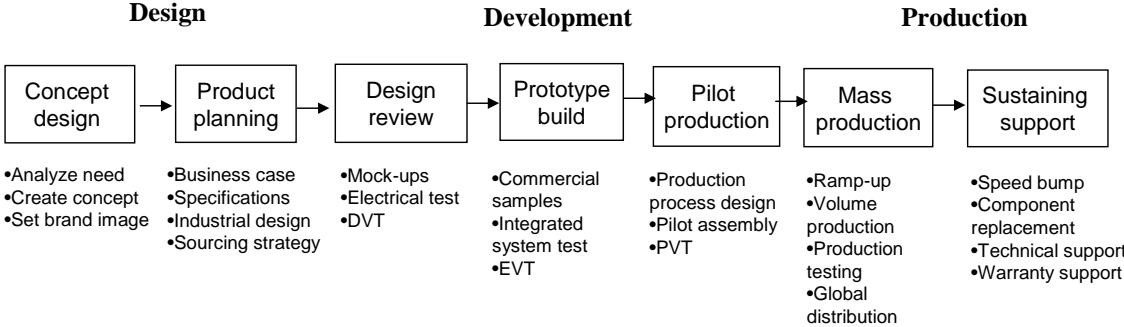 Design
Development
Production
Concept
design
Product
planning
Design
review
Prototype
build
Pilot
production
Mass
production
Sustaining
support
•Analyze need
•Create concept
•Set brand image
•Business case
•Specifications
•Industrial design
•Sourcing strategy
•Mock-ups
•Electrical test
•DVT
•Commercial
samples
•Integrated
system test
•EVT
•Production
process design
•Pilot assembly
•PVT
•Ramp-up
•Volume
production
•Production
testing
•Global
distribution
•Speed bump
•Component
replacement
•Technical support
•Warranty support